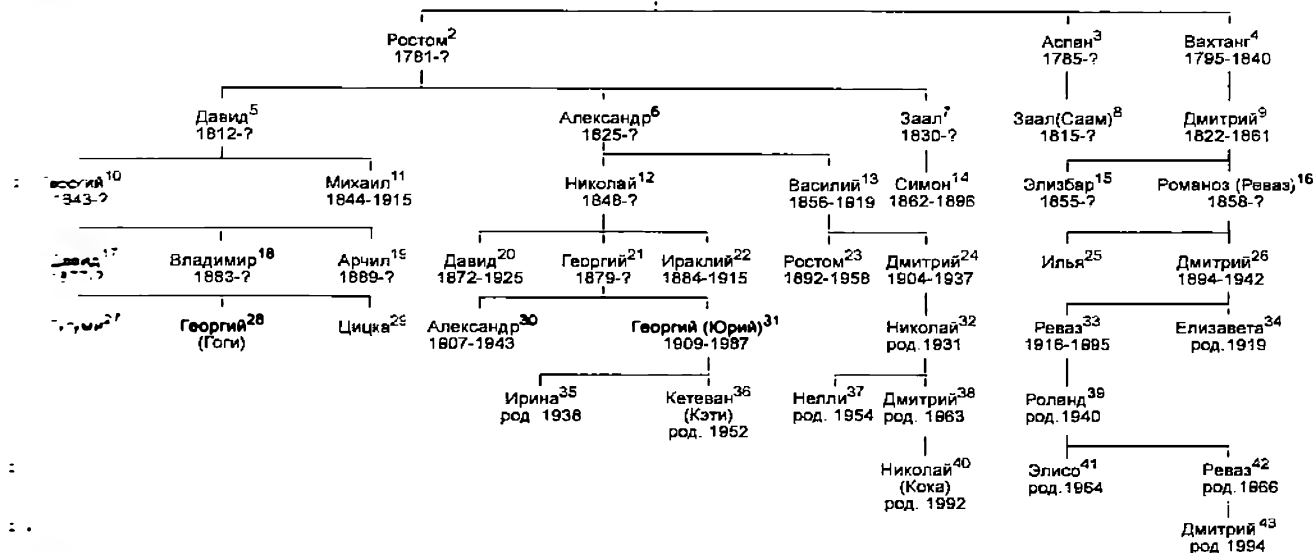 Ростом² Аслан³ Вахтанг⁴
1781-? 1785-? 1795-1840
Давид⁵ Александр⁶ Заал⁷ Заал(Саам)⁸ Дмитрий⁹
1812-? 1825-? 1830-? 1815-? 1822-1861
Михаил¹¹ Николай¹² Василий¹³ Симон¹⁴ Элизбар¹⁵ Романоз (Реваз)¹⁶
1844-1915 1848-? 1856-1919 1862-1896 1855-? 1858-?
Владимир¹⁸ Арчил¹⁹ Давид²⁰ Георгий²¹ Ираклий²² Ростом²³ Дмитрий²⁴ Илья²⁵ Дмитрий²⁶
1883-? 1889-? 1872-1925 1879-? 1884-1915 1892-1958 1904-1937 1894-1942
Георгий²⁸ Цицка²⁹ Александр³⁰ Георгий (Юрий)³¹ Николай³² Реваз³³ Елизавета³⁴
(Гоги) 1907-1943 1909-1987 род. 1931 1916-1995 род. 1919
Ирина³⁵ Кетеван³⁶ Нелли³⁷ Дмитрий³⁸ Роланд³⁹
род 1938 (Кэти) род. 1954 род. 1963 род. 1940
род. 1952
Николай⁴⁰ Элисо⁴¹ Реваз⁴²
(Кока) род.1964 род. 1966
род. 1992
Дмитрий⁴³
род 1994